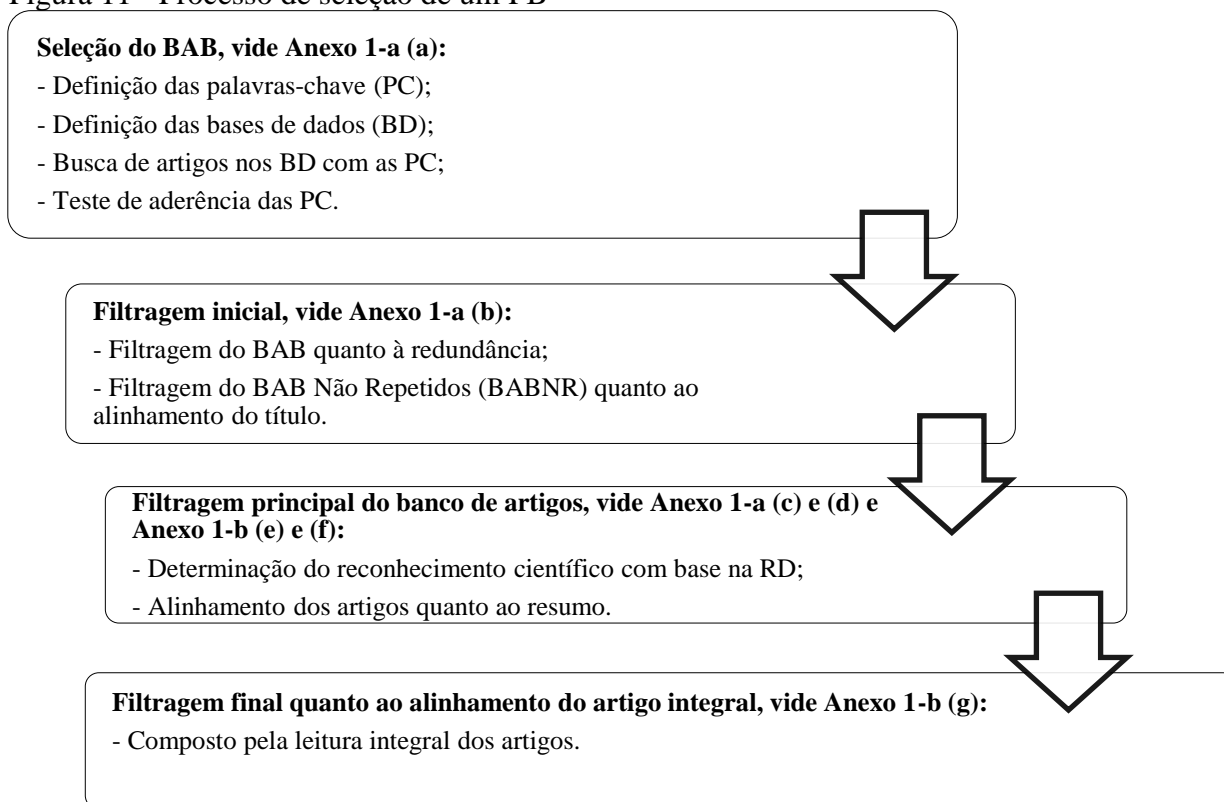 Figura 11 - Processo de seleção de um PB
Seleção do BAB, vide Anexo 1-a (a):
- Definição das palavras-chave (PC);
- Definição das bases de dados (BD);
- Busca de artigos nos BD com as PC;
- Teste de aderência das PC.
Filtragem inicial, vide Anexo 1-a (b):
- Filtragem do BAB quanto à redundância;
- Filtragem do BAB Não Repetidos (BABNR) quanto ao
alinhamento do título.
Filtragem principal do banco de artigos, vide Anexo 1-a (c) e (d) e
Anexo 1-b (e) e (f):
- Determinação do reconhecimento científico com base na RD;
- Alinhamento dos artigos quanto ao resumo.
Filtragem final quanto ao alinhamento do artigo integral, vide Anexo 1-b (g):
- Composto pela leitura integral dos artigos.